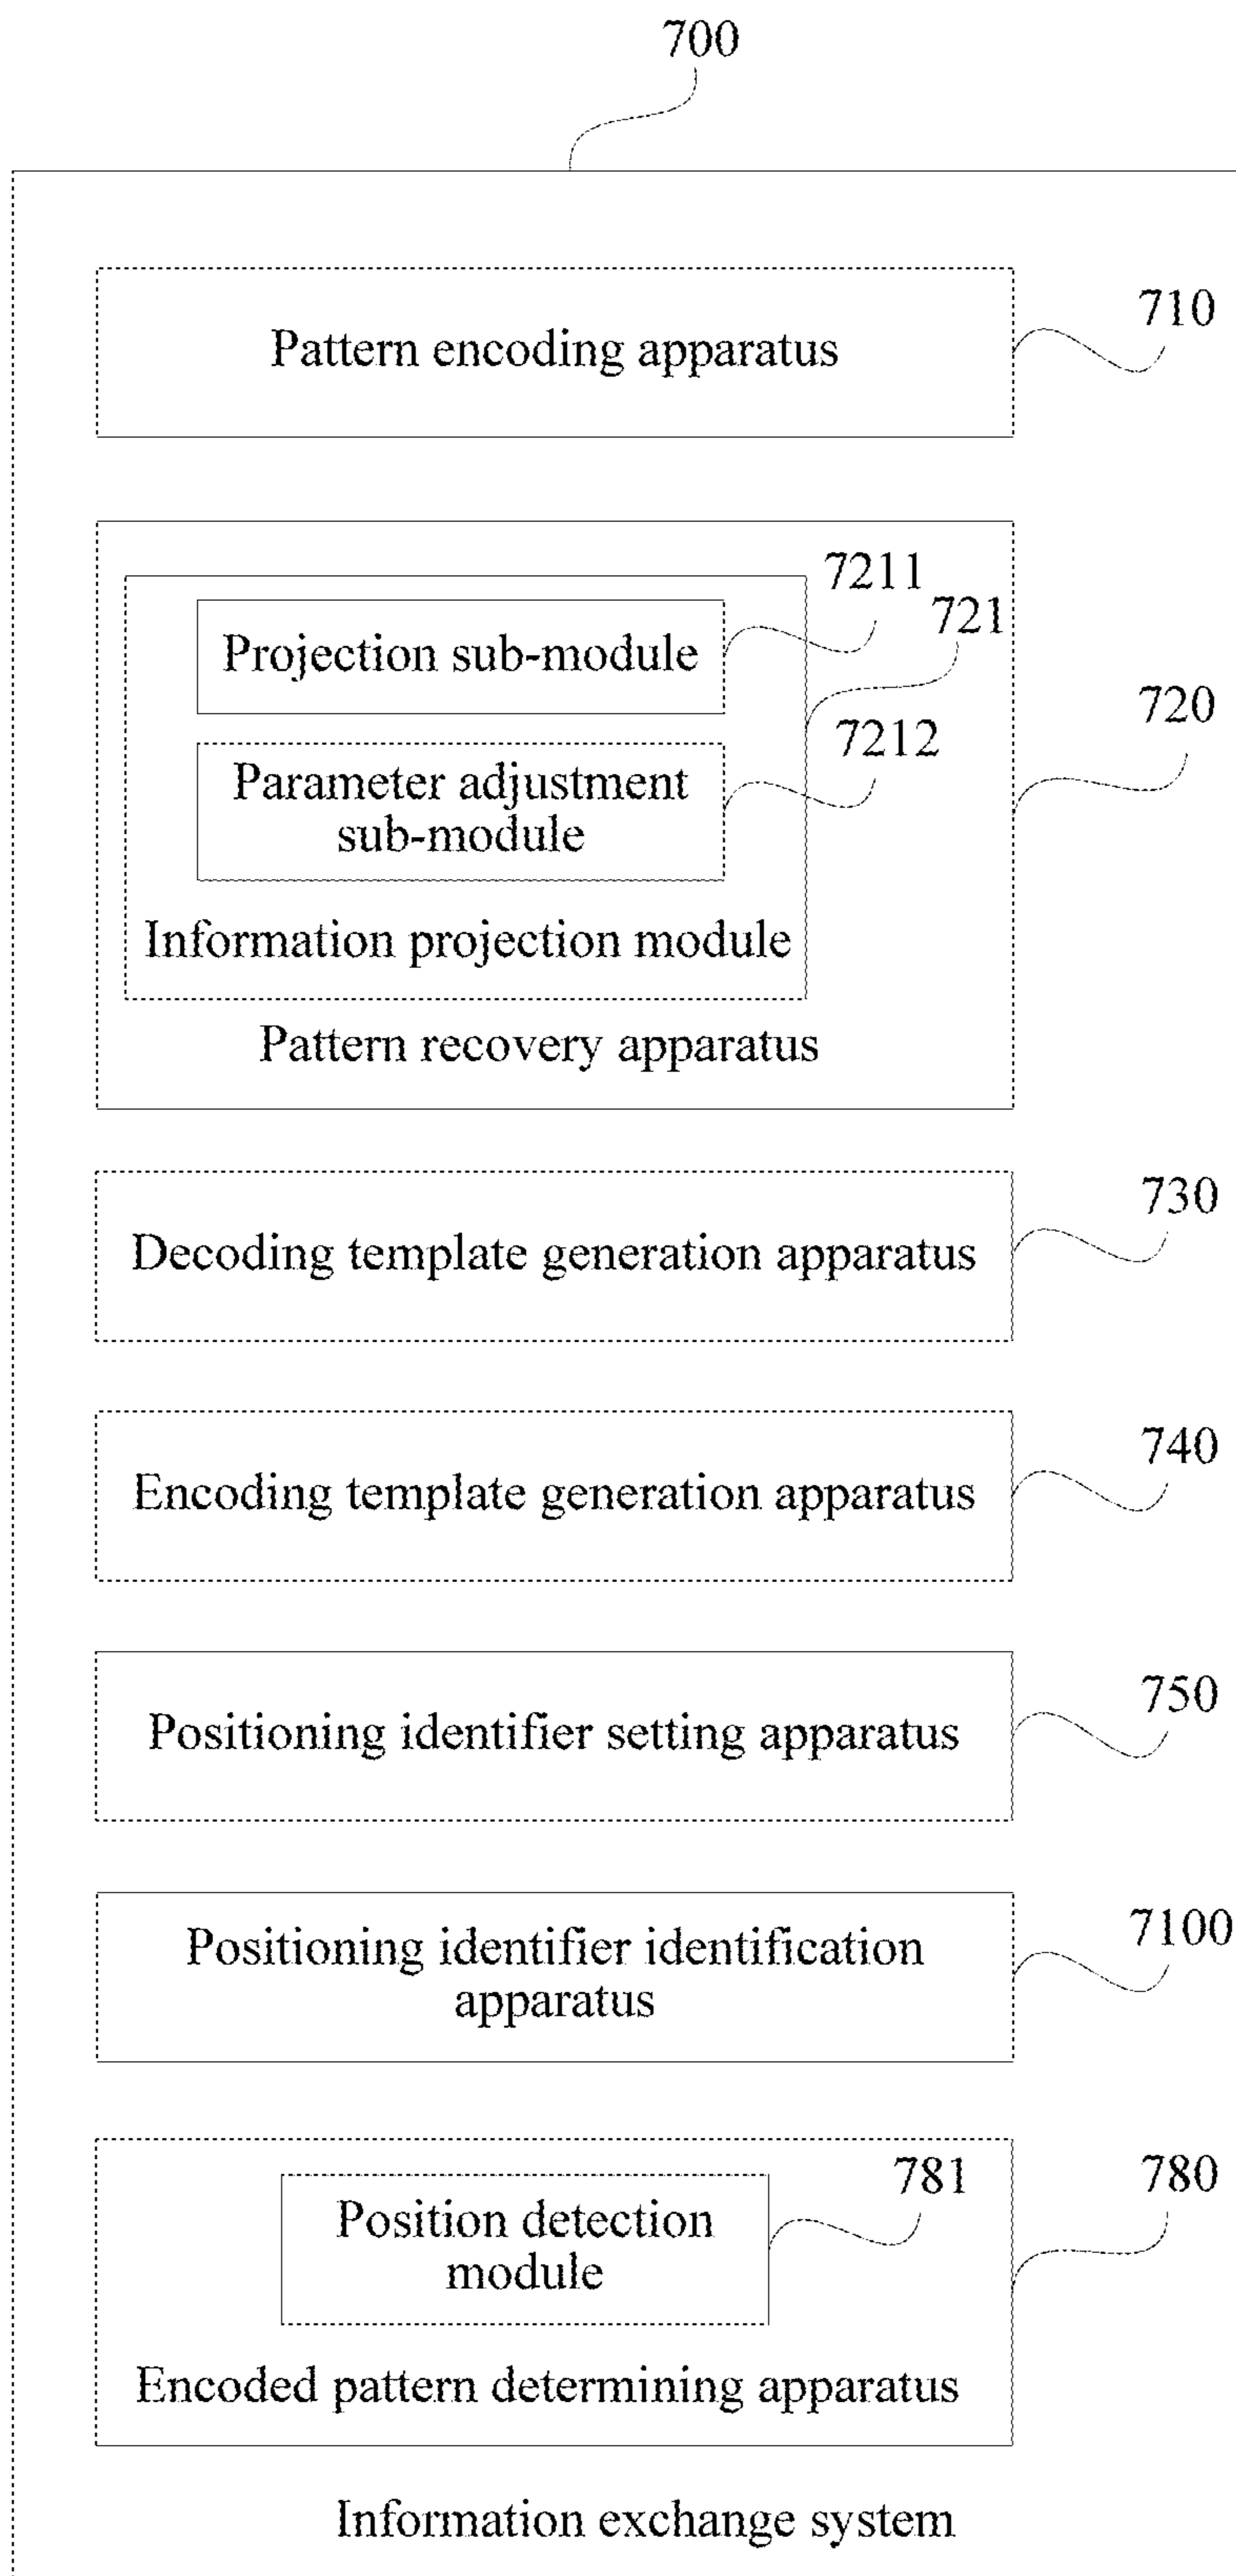 700
710
Pattern encoding apparatus
7211
721
Projection sub-module
720
7212
Parameter adjustment
sub-module
Information projection module
Pattern recovery apparatus
730
Decoding template generation apparatus
740
Encoding template generation apparatus
750
Positioning identifier setting apparatus
7100
Positioning identifier identification
apparatus
781
780
Position detection
module
Encoded pattern determining apparatus
Information exchange system